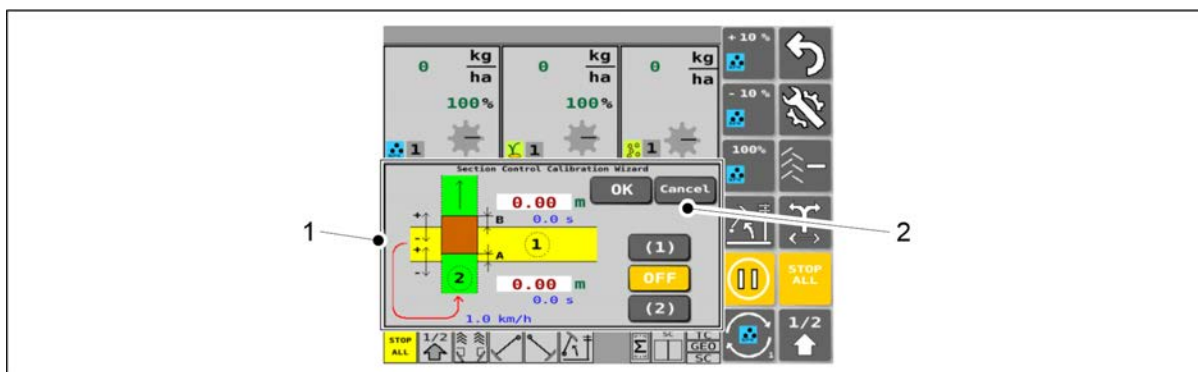 + 10 %
0 kg/ha 0 kg/ha 0 kg/ha
100% 100%
- 10 %
1 1 1
100%
Section Control Calibration Wizard
OK Cancel
0.00 m
+ B 0.0 s
-
1
+ A
-
2
0.00 m
0.0 s
1.0 km/h
(1)
OFF
(2)
1
2
STOP ALL
1/2
1
STOP ALL
1/2
Σ
SC
TC
GEO
SC